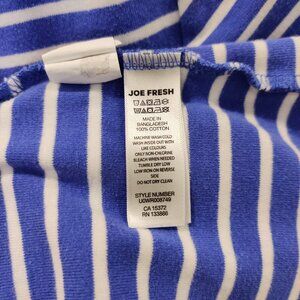 JOE FRESH
MADE IN
BANGLADESH
100% COTTON
MACHINE WASH COLD
WASH INSIDE OUT WITH
LIKE COLOURS
ONLY NON-CHLORINE
BLEACH WHEN NEEDED
TUMBLE DRY LOW
LOW IRON ON REVERSE
SIDE
DO NOT DRY CLEAN
STYLE NUMBER
UGWR008749
CA 15372
RN 133886